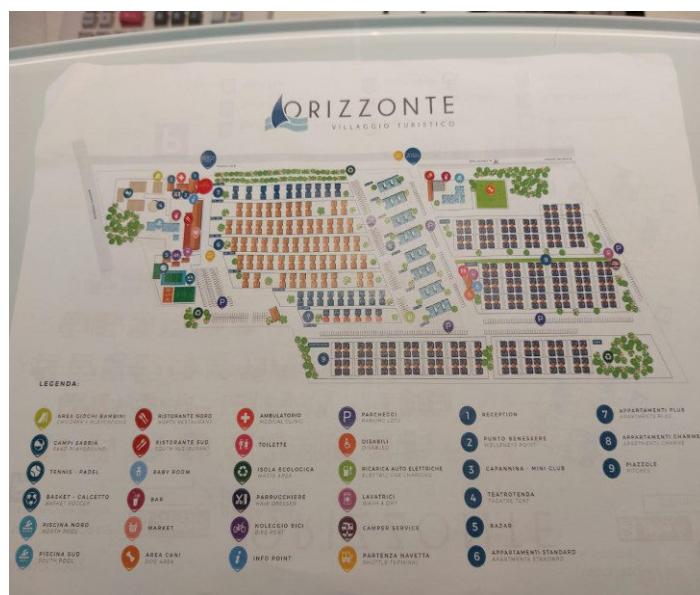 ORIZZONTE
VILLAGGIO TURISTICO
LEGENDA:
AREA GIOCHI BAMBINI
CHILDREN'S PLAYGROUND
CAMPI SABBIA
SAND PLAYGROUND
TENNIS - PADEL
BASKET - CALCETTO
BASKET SOCCER
PISCINA NORD
NORTH POOL
PISCINA SUD
SOUTH POOL
RISTORANTE NORD
NORTH RESTAURANT
RISTORANTE SUD
SOUTH RESTAURANT
BABY ROOM
BAR
MARKET
AREA CANI
DOG AREA
AMBULATORIO
MEDICAL CLINIC
TOILETTE
ISOLA ECOLOGICA
WASTE AREA
PARRUCCHIERE
HAIR DRESSER
NOLEGGIO BICI
BIKE RENT
i INFO POINT
P PARCHEGGI
PARKING LOTS
DISABILI
DISABLED
RICARICA AUTO ELETTRICHE
ELECTRIC CAR CHARGING
LAVATRICI
WASH & DRY
CAMPER SERVICE
PARTENZA NAVETTA
SHUTTLE TERMINAL
1 RECEPTION
2 PUNTO BENESSERE
WELLENESS POINT
3 CAPANNINA - MINI CLUB
4 TEATROTENDA
THEATRE TENT
5 BAZAR
6 APPARTAMENTI STANDARD
APARTMENTS STANDARD
7 APPARTAMENTI PLUS
APARTMENTS PLUS
8 APPARTAMENTI CHARME
APARTMENTS CHARME
9 PIAZZOLE
PITCHES